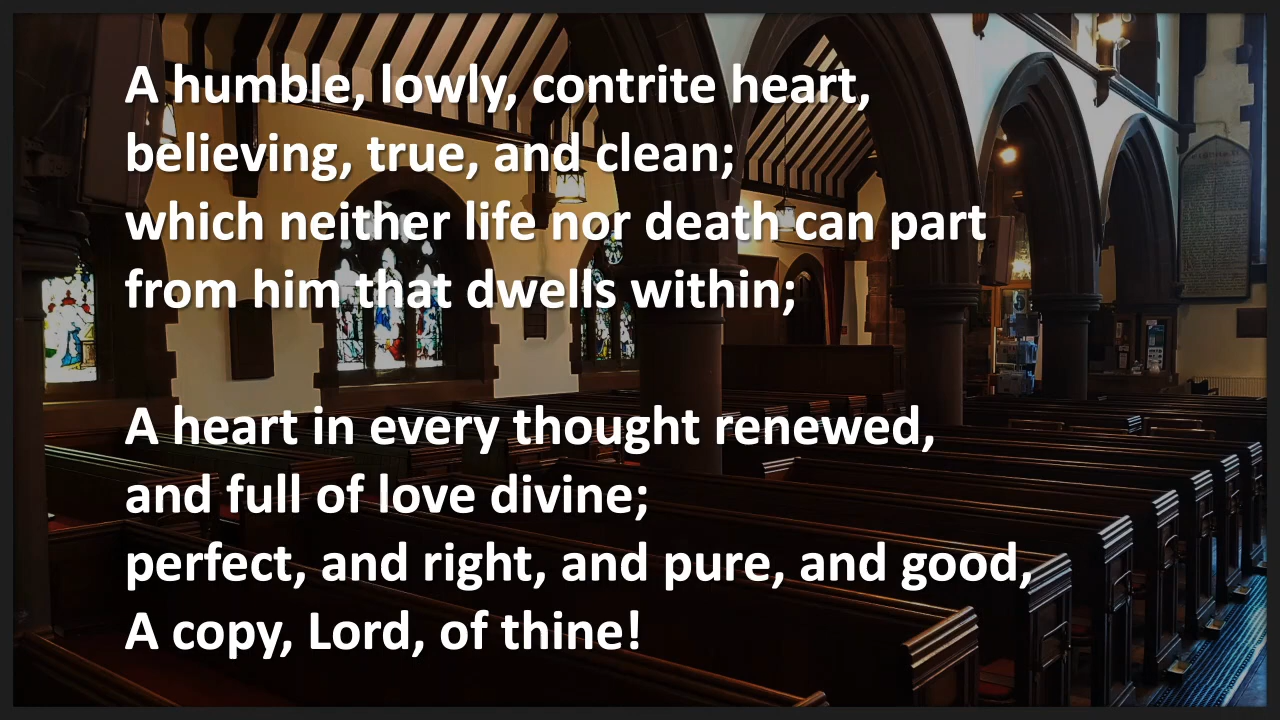 A humble, lowly, contrite heart,
believing, true, and clean;
which neither life nor death can part
from him that dwells within;
A heart in every thought renewed,
and full of love divine;
perfect, and right, and pure, and good,
A copy, Lord, of thine!